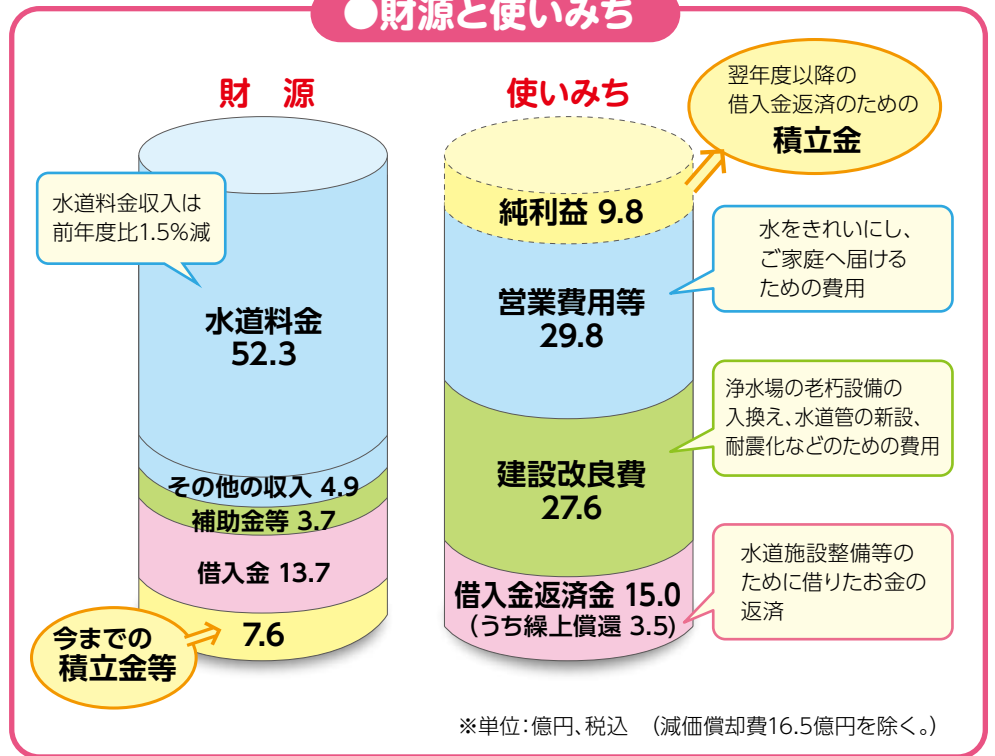 ●財源と使いみち
財　源
水道料金収入は
前年度比1.5%減
水道料金
52.3
その他の収入 4.9
補助金等 3.7
借入金 13.7
7.6
今までの
積立金等
使いみち
翌年度以降の
借入金返済のための
積立金
純利益 9.8
営業費用等
29.8
水をきれいにし、
ご家庭へ届ける
ための費用
建設改良費
27.6
浄水場の老朽設備の
入換え、水道管の新設、
耐震化などのための費用
借入金返済金 15.0
(うち繰上償還 3.5)
水道施設整備等の
ために借りたお金の
返済
※単位：億円、税込　（減価償却費16.5億円を除く。）